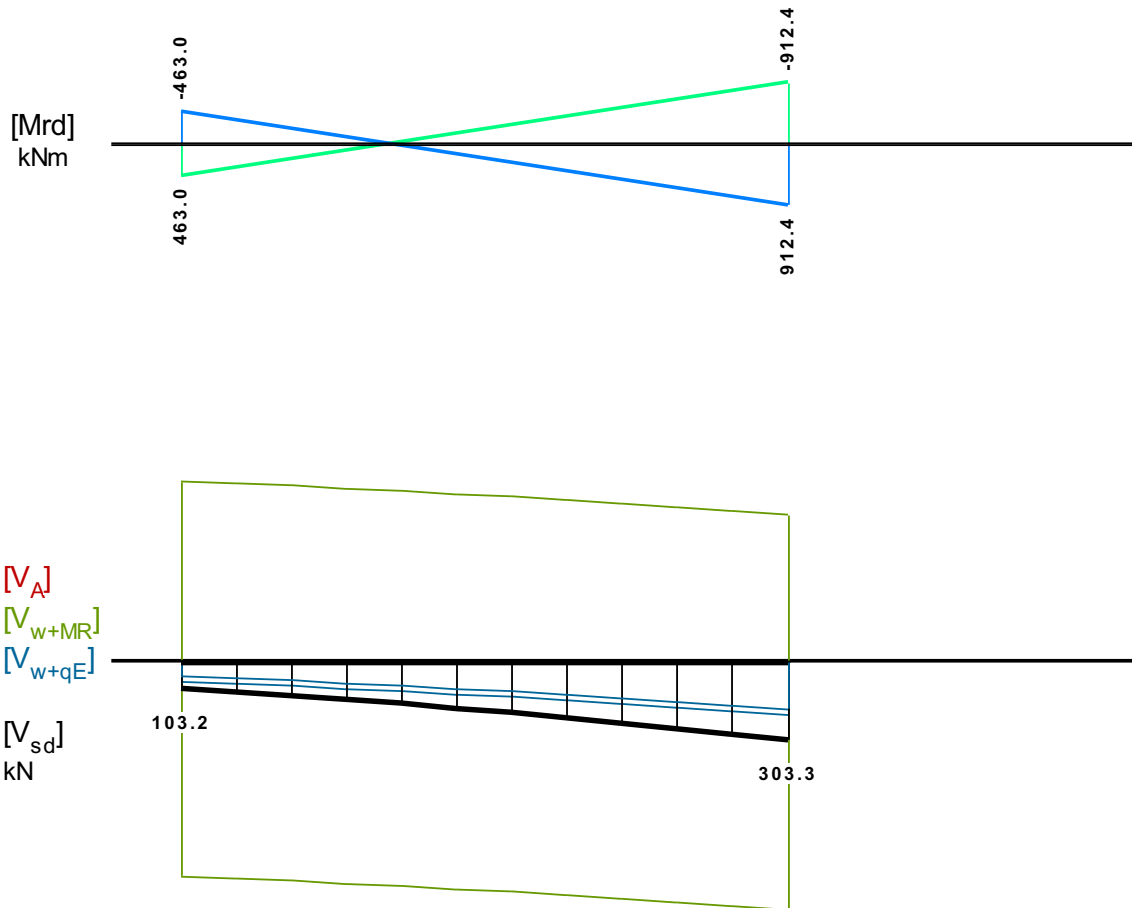 -463.0
-912.4
[Mrd]
kNm
463.0
912.4
[VA]
[Vw+MR]
[Vw+qE]
103.2
[Vsd]
kN
303.3